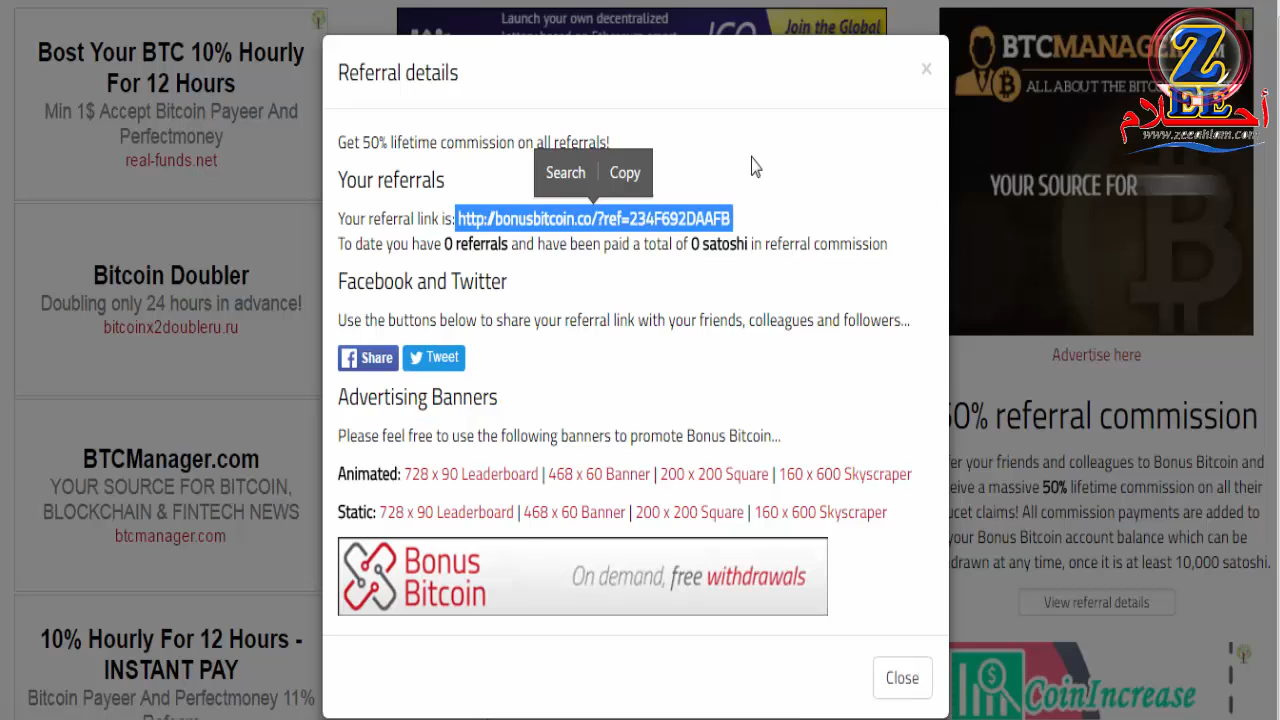 Bost Your BTC 10% Hourly
For 12 Hours
Min 1$ Accept Bitcoin Payeer And
Perfectmoney
real-funds.net
Bitcoin Doubler
Doubling only 24 hours in advance!
bitcoinx2doubleru.ru
BTCManager.com
YOUR SOURCE FOR BITCOIN,
BLOCKCHAIN & FINTECH NEWS
btcmanager.com
10% Hourly For 12 Hours -
INSTANT PAY
Bitcoin Payeer And Perfectmoney 11%
Launch your own decentralized
Join the Global
Referral details
×
Get 50% lifetime commission on all referrals!
Search
Copy
Your referrals
Your referral link is: http://bonusbitcoin.co/?ref=234F692DAAFB
To date you have 0 referrals and have been paid a total of 0 satoshi in referral commission
Facebook and Twitter
Use the buttons below to share your referral link with your friends, colleagues and followers...
Share
Tweet
Advertising Banners
Please feel free to use the following banners to promote Bonus Bitcoin...
Animated: 728 x 90 Leaderboard | 468 x 60 Banner | 200 x 200 Square | 160 x 600 Skyscraper
Static: 728 x 90 Leaderboard | 468 x 60 Banner | 200 x 200 Square | 160 x 600 Skyscraper
Bonus
Bitcoin
On demand, free withdrawals
Close
BTCMANAGER
ALL ABOUT THE
Z
EE
أحلام
www.zeeahlam.com
YOUR SOURCE FOR
Advertise here
0% referral commission
er your friends and colleagues to Bonus Bitcoin and
eive a massive 50% lifetime commission on all their
ucet claims! All commission payments are added to
your Bonus Bitcoin account balance which can be
drawn at any time, once it is at least 10,000 satoshi.
View referral details
CoinIncrease